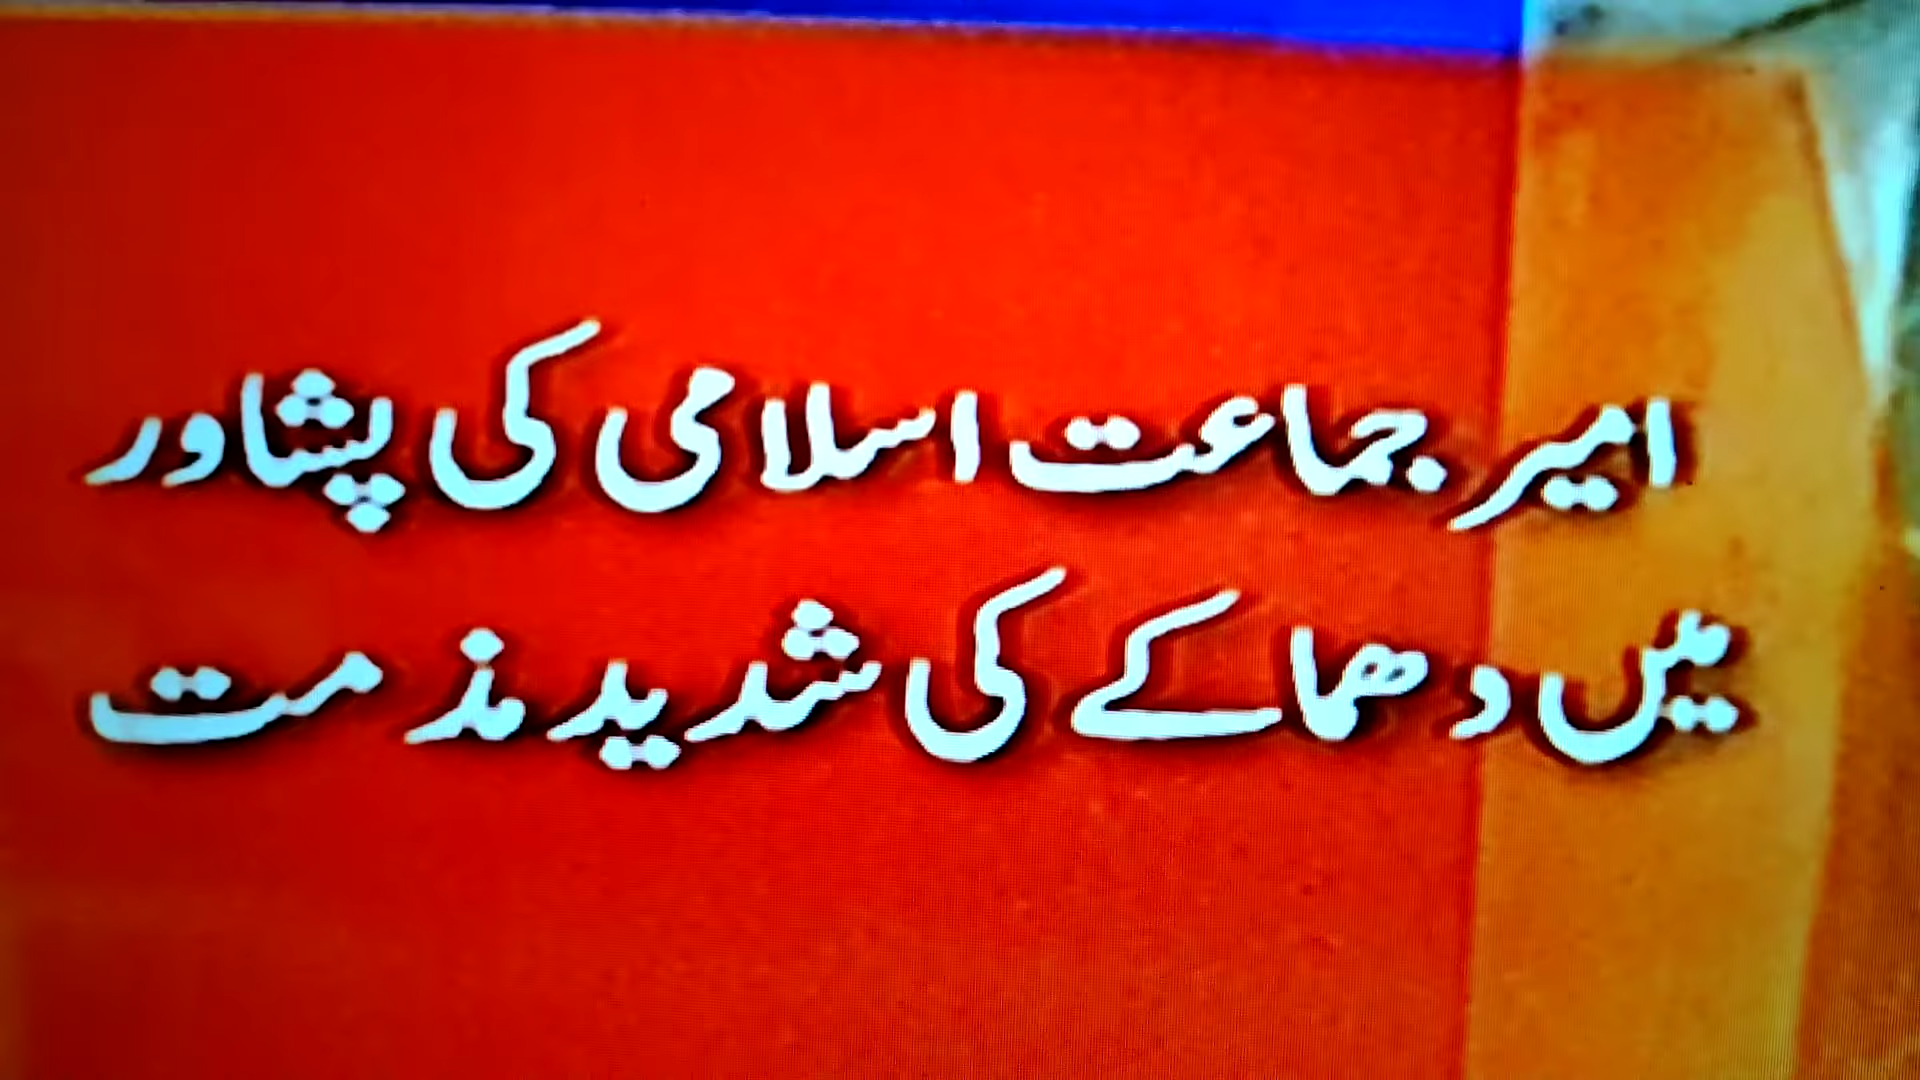 امیر جماعت اسلامی کی پشاور
میں دھماکے کی شدید مذمت